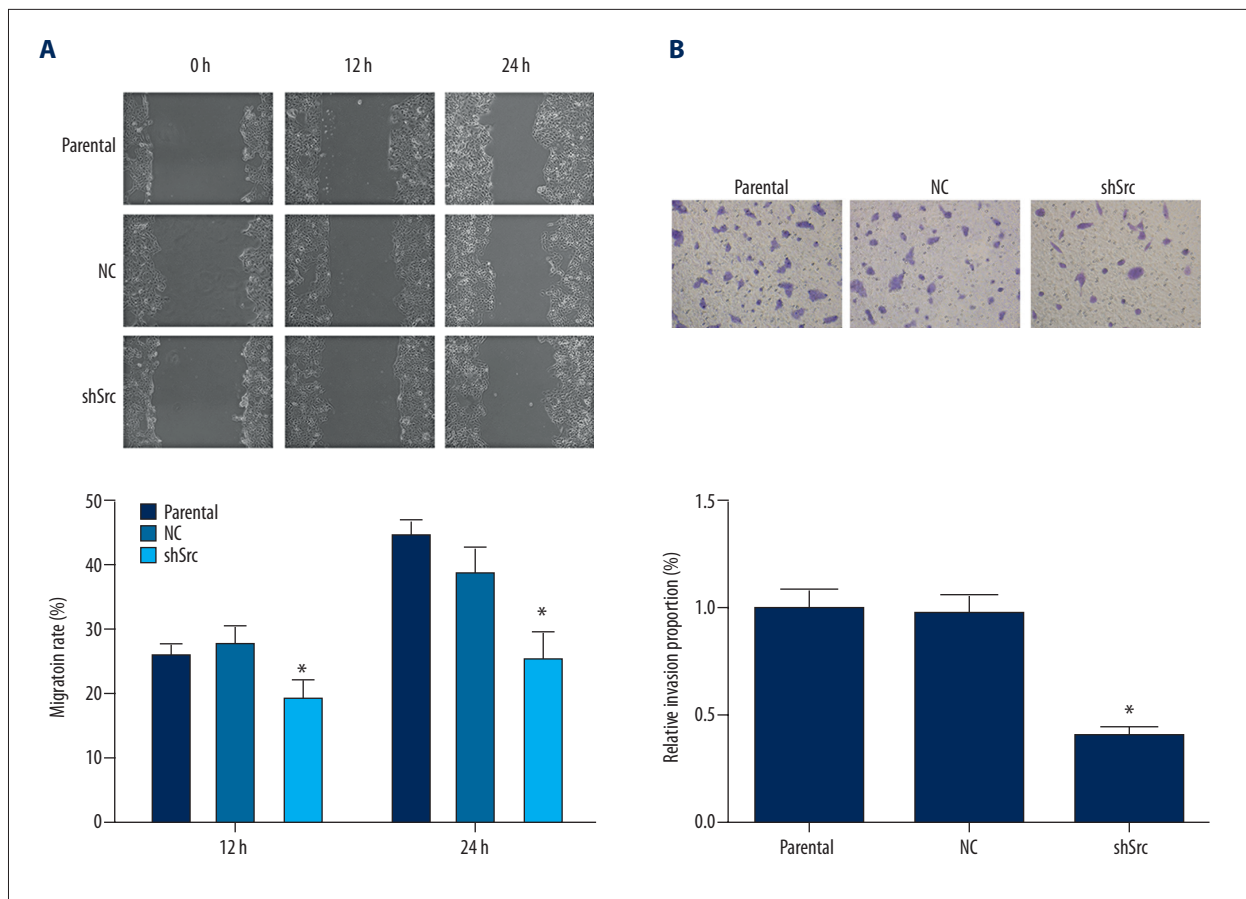 A
0 h
12 h
24 h
Parental
NC
shSrc
50
40
30
20
10
0
Migratoin rate (%)
Parental
NC
shSrc
*
*
12 h
24 h
B
Parental
NC
shSrc
1.5
1.0
0.5
0.0
Relative invasion proportion (%)
*
Parental
NC
shSrc